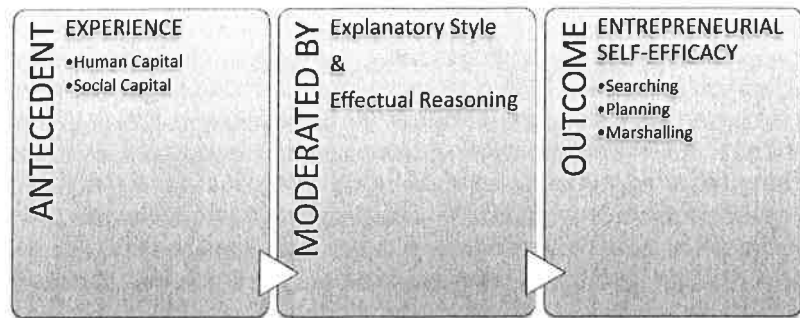 ANTECEDENT
EXPERIENCE
•Human Capital
•Social Capital
MODERATED BY
Explanatory Style
&
Effectual Reasoning
OUTCOME
ENTREPRENEURIAL
SELF-EFFICACY
•Searching
•Planning
•Marshalling